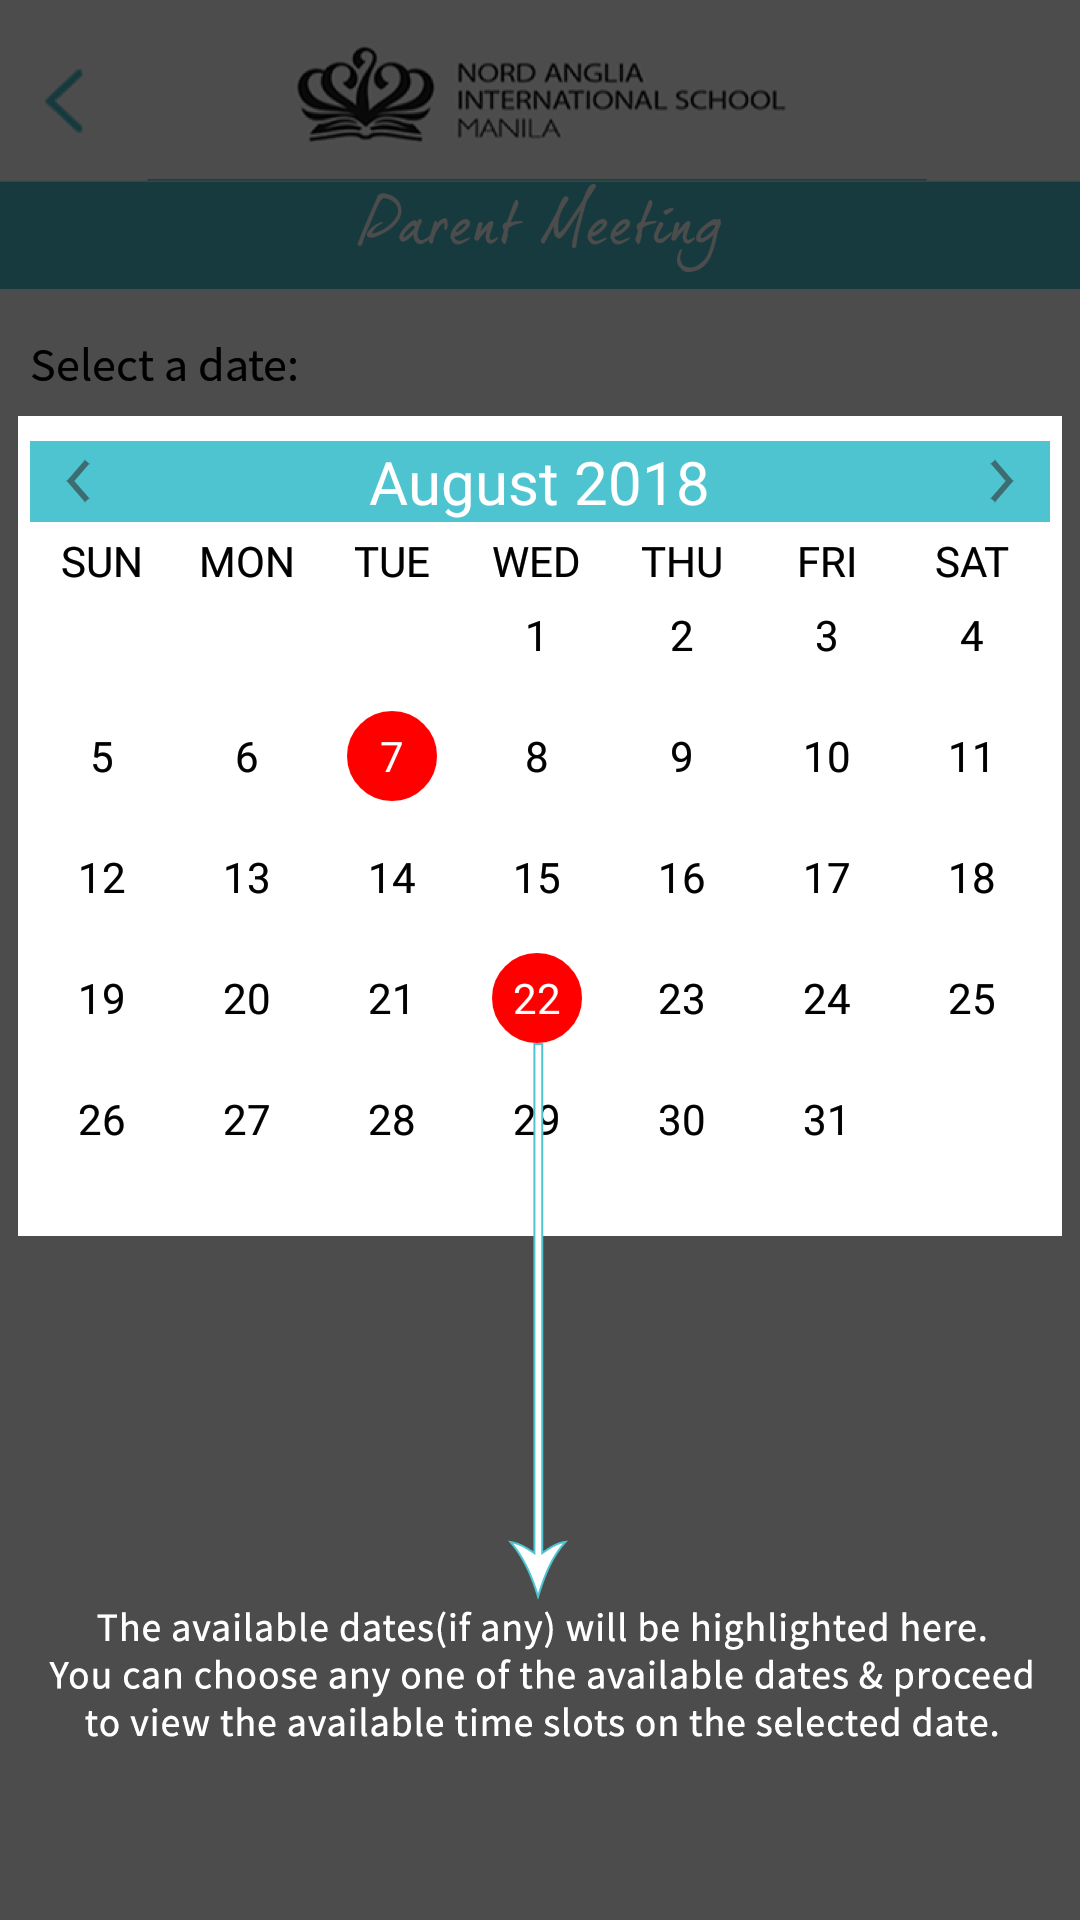 NORD ANGLIA
INTERNATIONAL SCHOOL
MANILA
Parent Meeting
Select a date:
August 2018
SUN MON TUE WED THU FRI SAT
1 2 3 4
5 6 7 8 9 10 11
12 13 14 15 16 17 18
19 20 21 22 23 24 25
26 27 28 29 30 31
The available dates(if any) will be highlighted here.
You can choose any one of the available dates & proceed
to view the available time slots on the selected date.